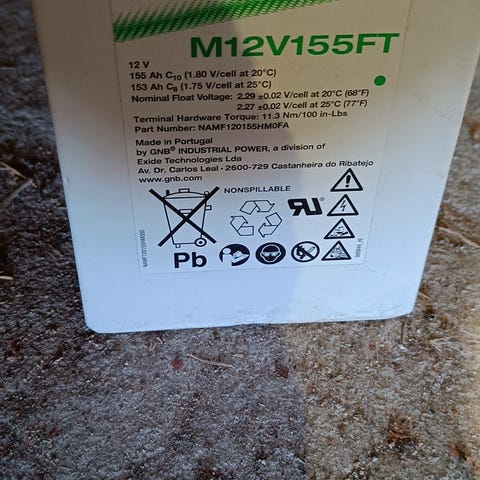 M12V155FT
12 V
155 Ah C10 (1.80 V/cell at 20°C)
153 Ah C8 (1.75 V/cell at 25°C)
Nominal Float Voltage: 2.29 ±0.02 V/cell at 20°C (68°F)
2.27 ±0.02 V/cell at 25°C (77°F)
Terminal Hardware Torque: 11.3 Nm/100 in-Lbs
Part Number: NAMF120155HM0FA
Made in Portugal
by GNB® INDUSTRIAL POWER, a division of
Exide Technologies Lda
Av. Dr. Carlos Leal · 2600-729 Castanheira do Ribatejo
www.gnb.com
NONSPILLABLE
Pb